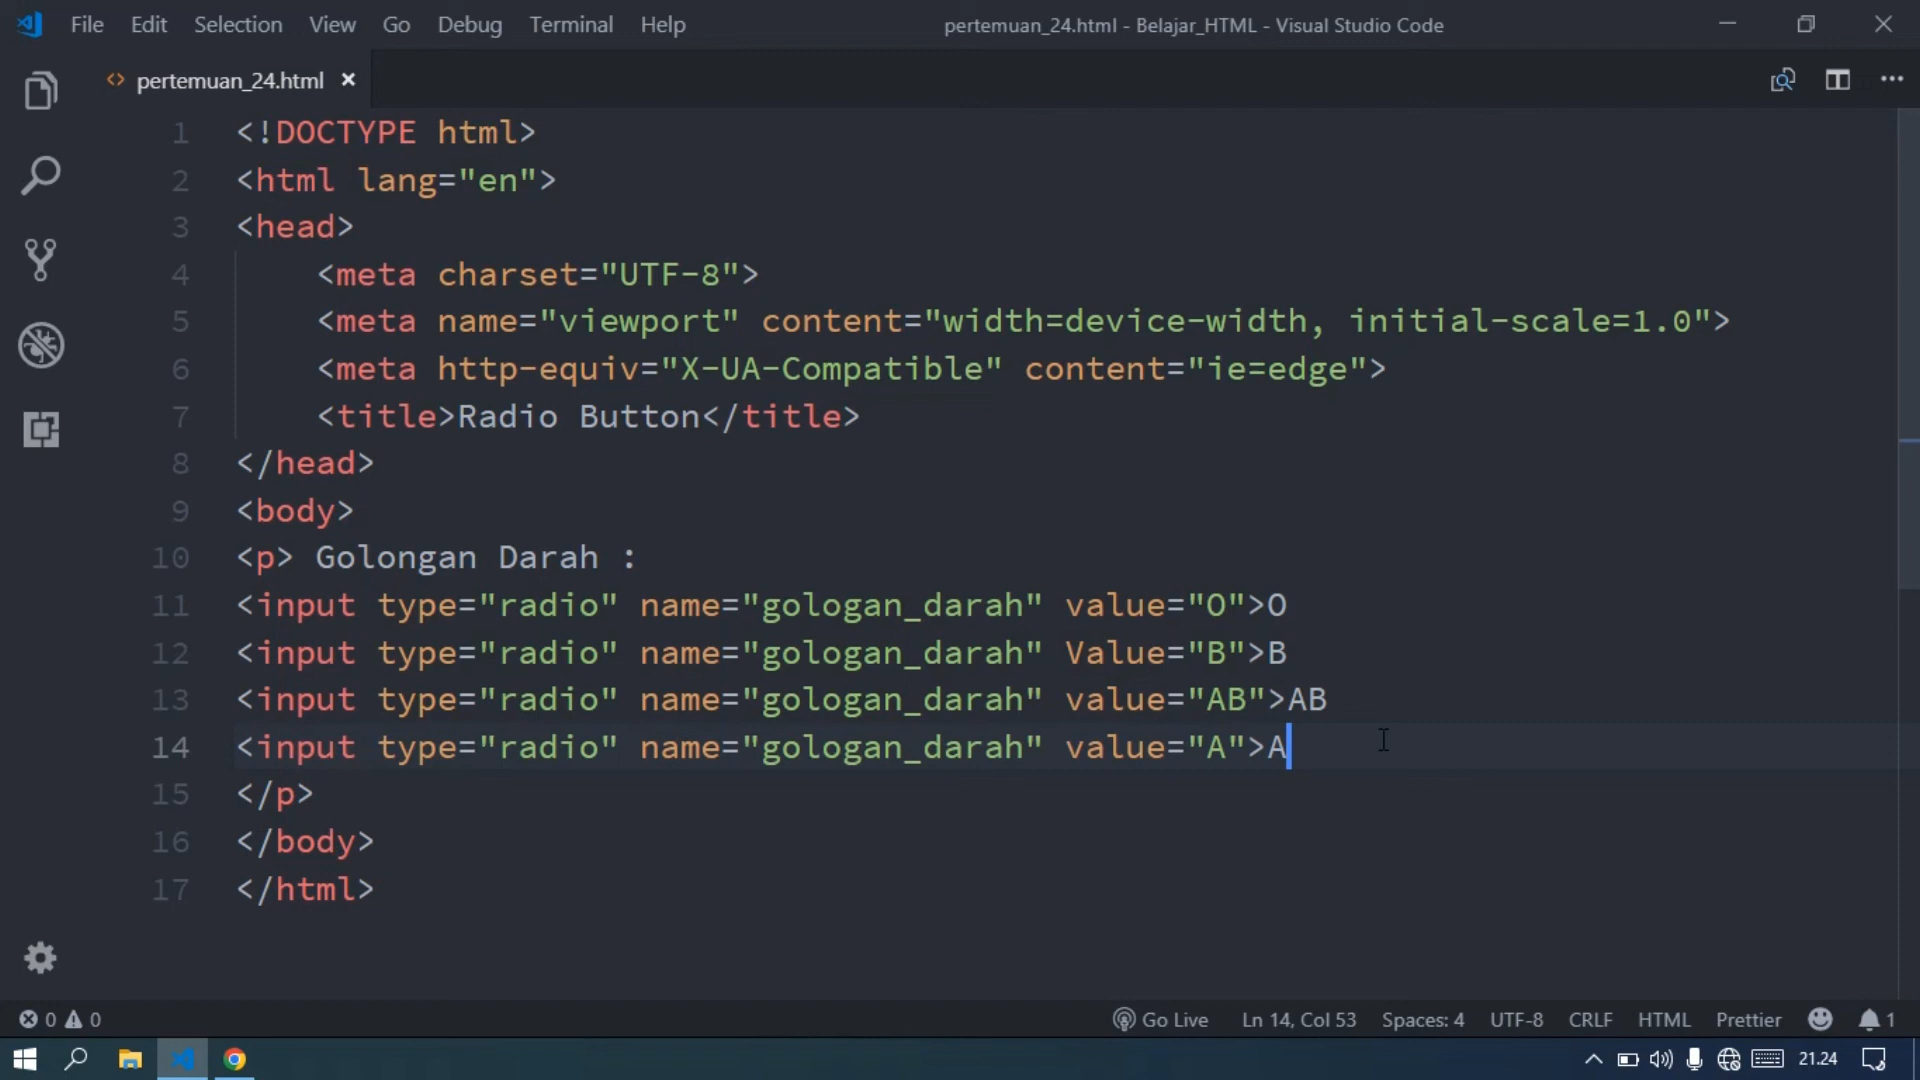 File Edit Selection View Go Debug Terminal Help pertemuan_24.html - Belajar_HTML - Visual Studio Code
<> pertemuan_24.html
1 <!DOCTYPE html>
2 <html lang="en">
3 <head>
4     <meta charset="UTF-8">
5     <meta name="viewport" content="width=device-width, initial-scale=1.0">
6     <meta http-equiv="X-UA-Compatible" content="ie=edge">
7     <title>Radio Button</title>
8 </head>
9 <body>
10 <p> Golongan Darah :
11 <input type="radio" name="gologan_darah" value="O">O
12 <input type="radio" name="gologan_darah" Value="B">B
13 <input type="radio" name="gologan_darah" value="AB">AB
14 <input type="radio" name="gologan_darah" value="A">A
15 </p>
16 </body>
17 </html>
0 0 Go Live Ln 14, Col 53 Spaces: 4 UTF-8 CRLF HTML Prettier 1
21.24